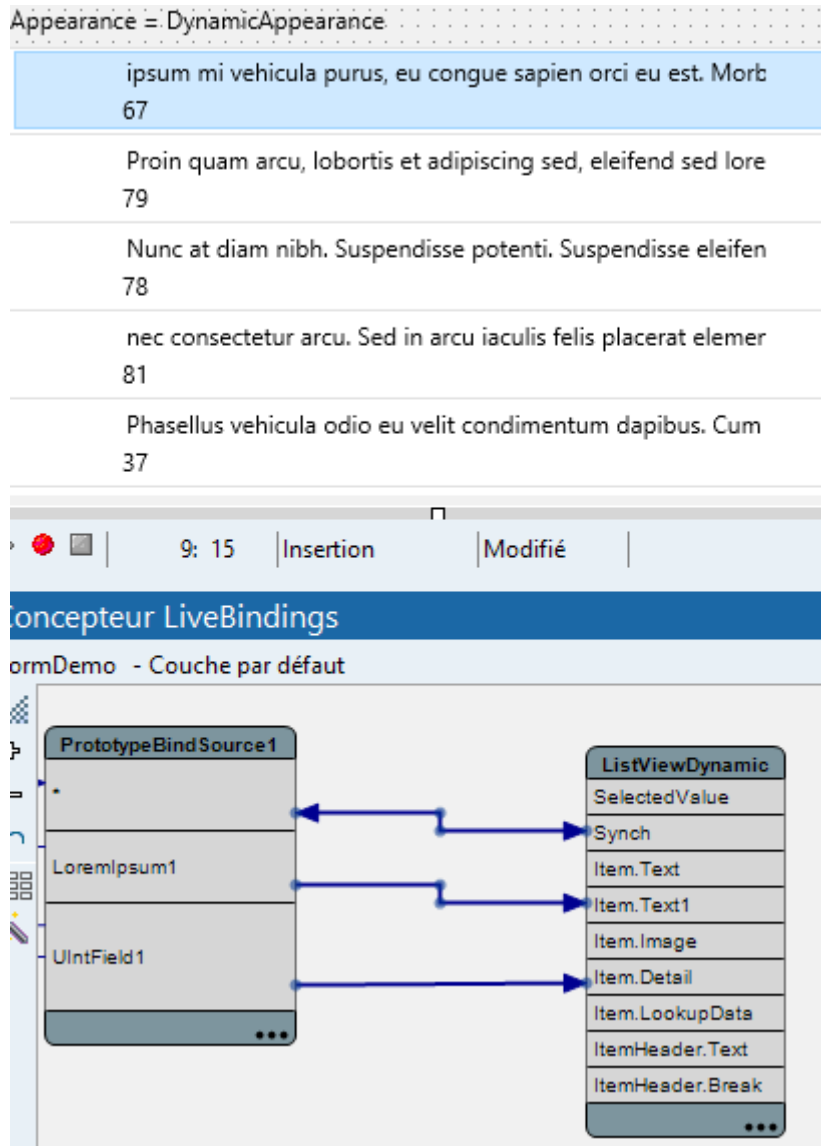 Appearance = DynamicAppearance
ipsum mi vehicula purus, eu congue sapien orci eu est. Morb
67
Proin quam arcu, lobortis et adipiscing sed, eleifend sed lore
79
Nunc at diam nibh. Suspendisse potenti. Suspendisse eleifen
78
nec consectetur arcu. Sed in arcu iaculis felis placerat elemer
81
Phasellus vehicula odio eu velit condimentum dapibus. Cum
37
9: 15 Insertion Modifié
Concepteur LiveBindings
ormDemo - Couche par défaut
PrototypeBindSource1
*
LoremIpsum1
UIntField1
•••
ListViewDynamic
SelectedValue
Synch
Item.Text
Item.Text1
Item.Image
Item.Detail
Item.LookupData
ItemHeader.Text
ItemHeader.Break
•••